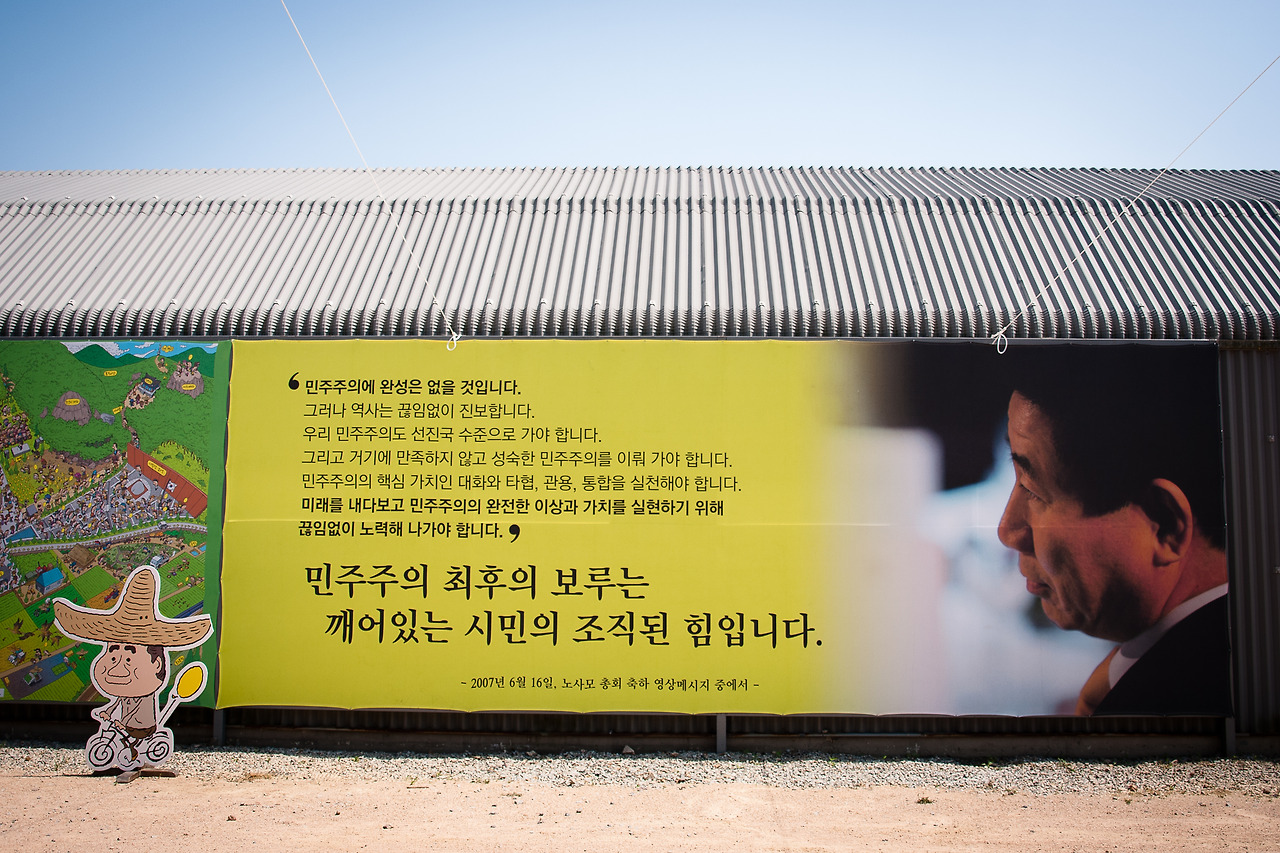 ❛ 민주주의에 완성은 없을 것입니다.
그러나 역사는 끊임없이 진보합니다.
우리 민주주의도 선진국 수준으로 가야 합니다.
그리고 거기에 만족하지 않고 성숙한 민주주의를 이뤄 가야 합니다.
민주주의의 핵심 가치인 대화와 타협, 관용, 통합을 실천해야 합니다.
미래를 내다보고 민주주의의 완전한 이상과 가치를 실현하기 위해
끊임없이 노력해 나가야 합니다. ❜
민주주의 최후의 보루는
깨어있는 시민의 조직된 힘입니다.
- 2007년 6월 16일, 노사모 총회 축하 영상메시지 중에서 -